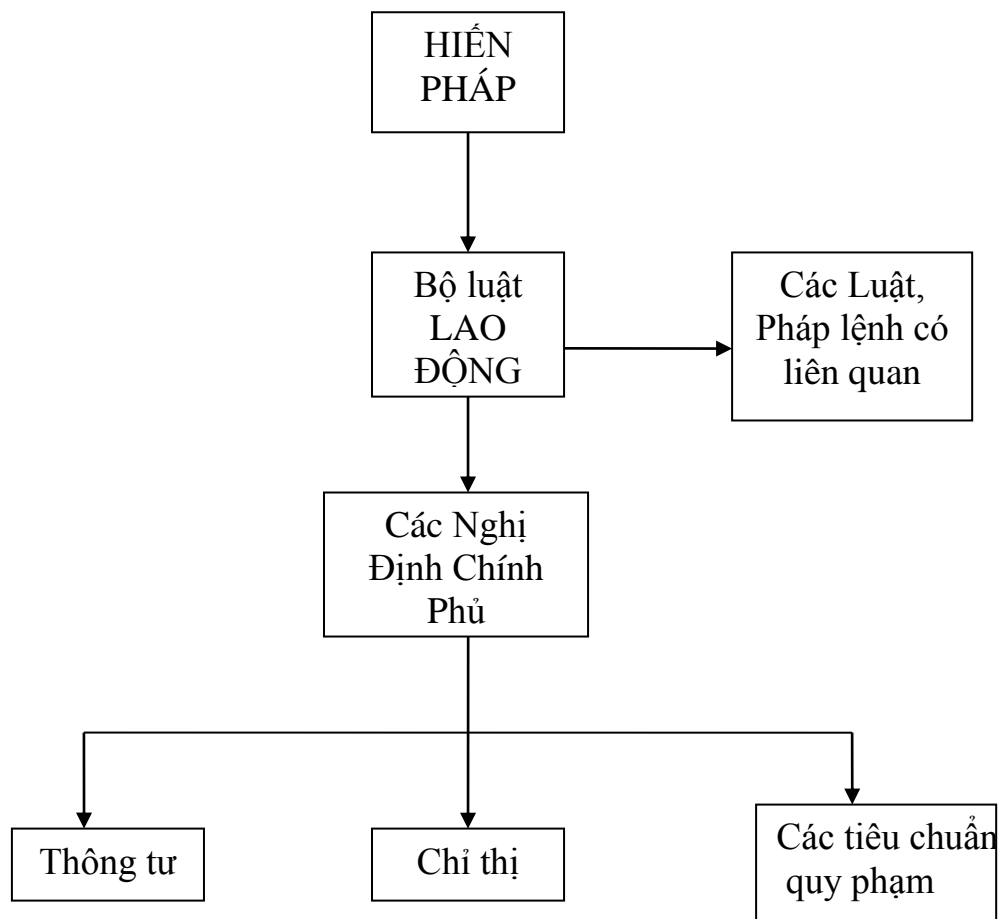 HIẾN
PHÁP
Bộ luật
LAO
ĐỘNG
Các Luật,
Pháp lệnh có
liên quan
Các Nghị
Định Chính
Phủ
Thông tư
Chỉ thị
Các tiêu chuẩn
quy phạm